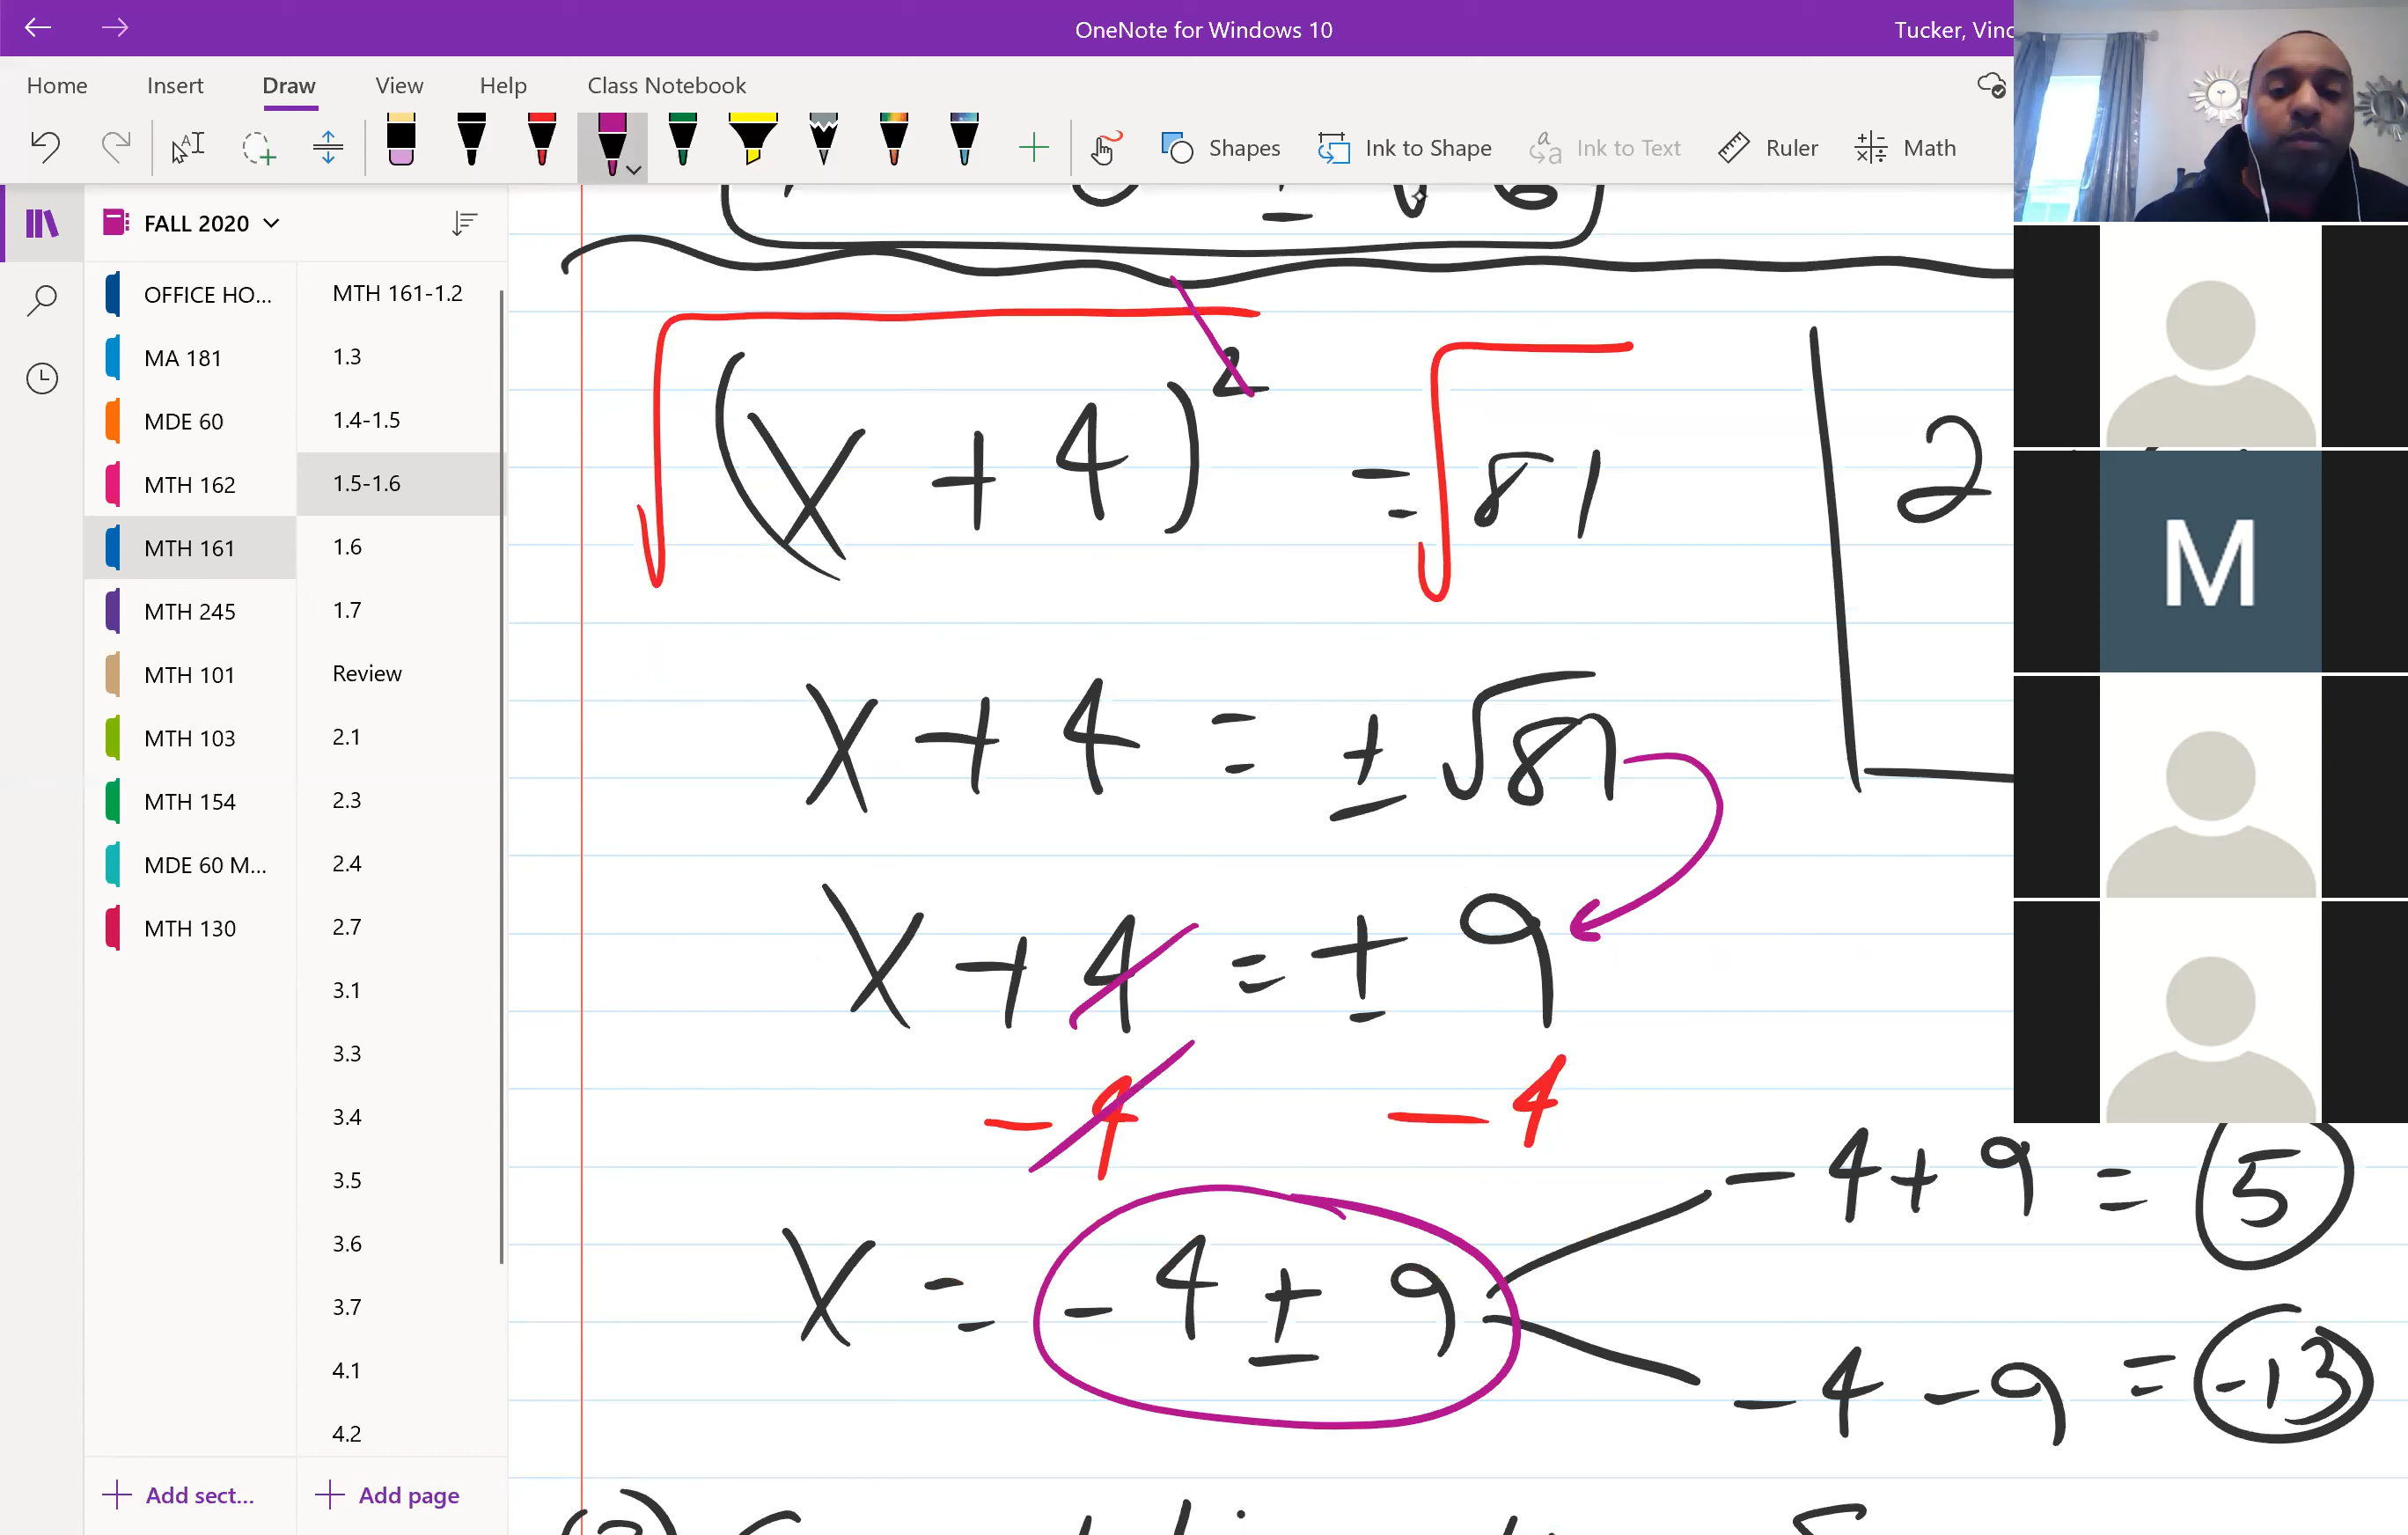 OneNote for Windows 10
Tucker, Vinc
Home Insert Draw View Help Class Notebook
Shapes Ink to Shape Ink to Text Ruler Math
FALL 2020
OFFICE HO...
MA 181
MDE 60
MTH 162
MTH 161
MTH 245
MTH 101
MTH 103
MTH 154
MDE 60 M...
MTH 130
Add sect...
MTH 161-1.2
1.3
1.4-1.5
1.5-1.6
1.6
1.7
Review
2.1
2.3
2.4
2.7
3.1
3.3
3.4
3.5
3.6
3.7
4.1
4.2
Add page
√(x + 4)² = √81
2
x + 4 = ± √81
x + 4 = ± 9
- 4 - 4
x = - 4 ± 9
- 4 + 9 = 5
- 4 - 9 = -13
M